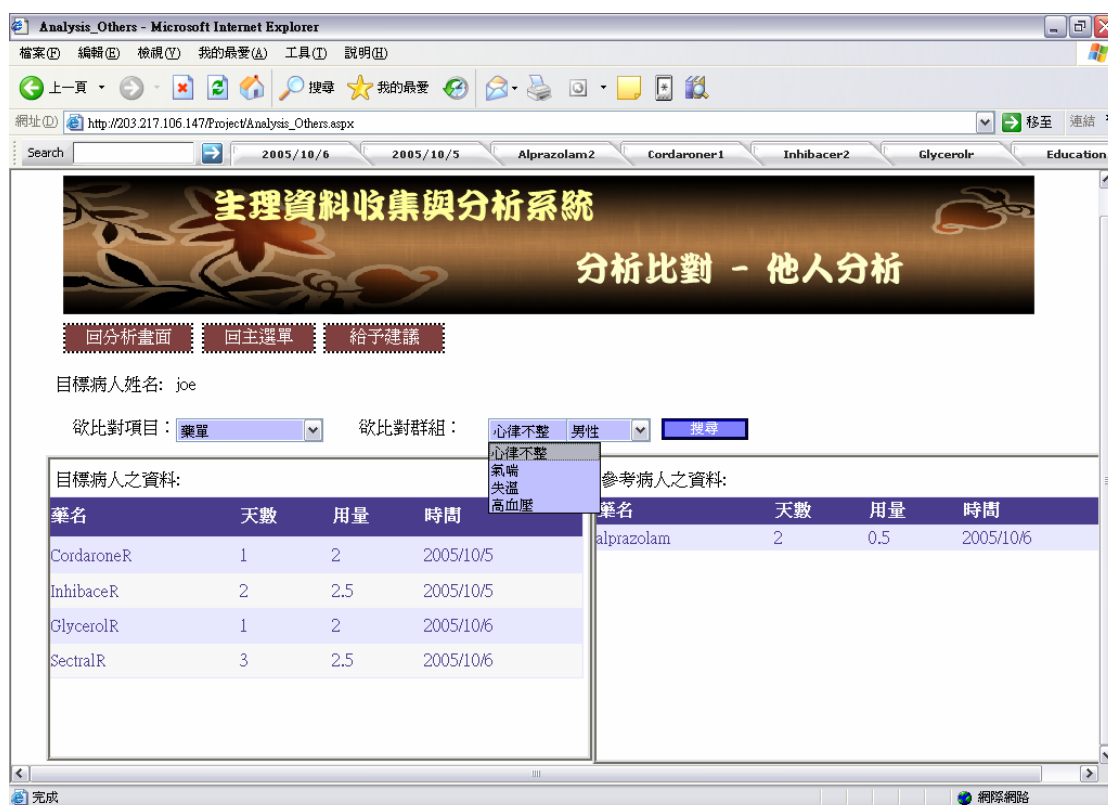 Analysis_Others - Microsoft Internet Explorer
檔案(F) 編輯(E) 檢視(V) 我的最愛(A) 工具(T) 說明(H)
上一頁 搜尋 我的最愛
網址(D) http://203.217.106.147/Project/Analysis_Others.aspx 移至 連結
Search 2005/10/6 2005/10/5 Alprazolam2 Cordaroner1 Inhibacer2 Glycerolr Education
生理資料收集與分析系統
分析比對 - 他人分析
回分析畫面 回主選單 給予建議
目標病人姓名: joe
欲比對項目: 藥單 欲比對群組: 心律不整 男性 搜尋
心律不整
氣喘
失溫
高血壓
目標病人之資料:
藥名 天數 用量 時間
CordaroneR 1 2 2005/10/5
InhibaceR 2 2.5 2005/10/5
GlycerolR 1 2 2005/10/6
SectralR 3 2.5 2005/10/6
參考病人之資料:
藥名 天數 用量 時間
alprazolam 2 0.5 2005/10/6
完成 網際網路